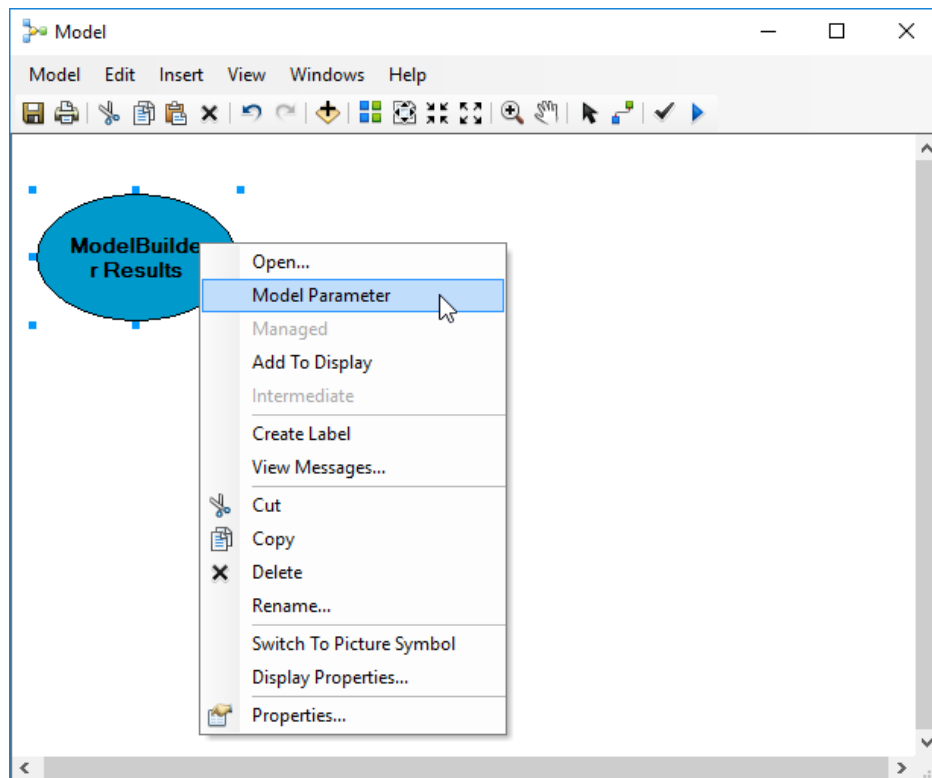 Model
Model Edit Insert View Windows Help
ModelBuilde
r Results
Open...
Model Parameter
Managed
Add To Display
Intermediate
Create Label
View Messages...
Cut
Copy
Delete
Rename...
Switch To Picture Symbol
Display Properties...
Properties...